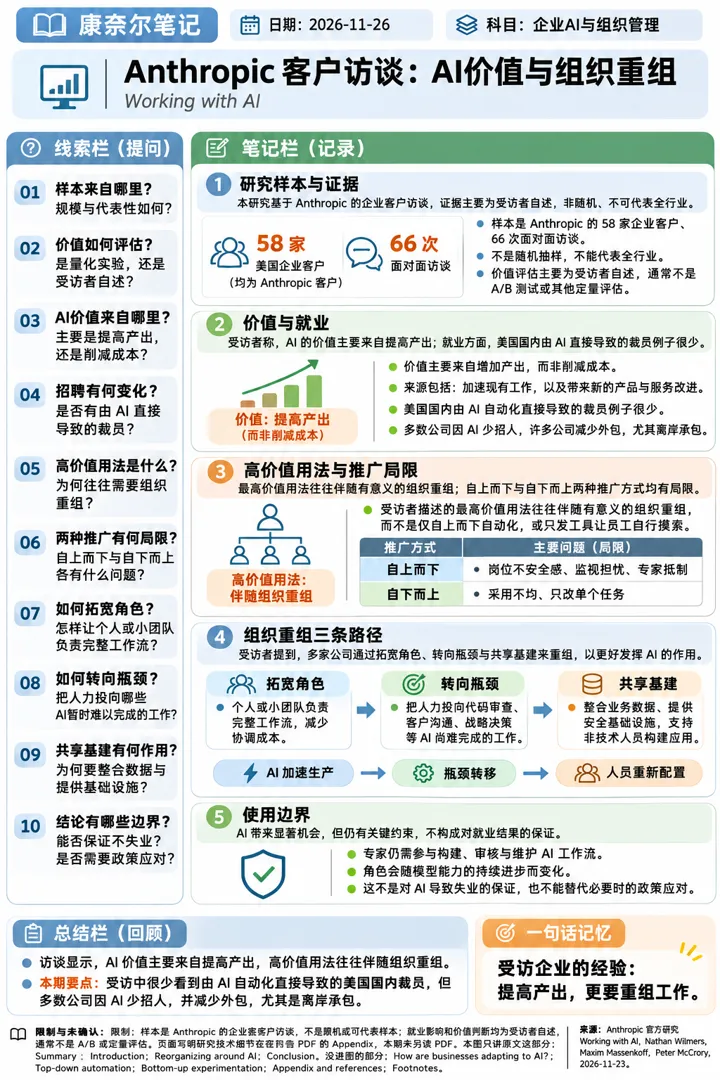 康奈尔笔记
日期：2026-11-26
科目：企业AI与组织管理
Anthropic 客户访谈：AI价值与组织重组
Working with AI
线索栏（提问）
01
样本来自哪里？
规模与代表性如何？
02
价值如何评估？
是量化实验，还是
受访者自述？
03
AI价值来自哪里？
主要是提高产出，
还是削减成本？
04
招聘有何变化？
是否有由 AI 直接
导致的裁员？
05
高价值用法是什么？
为何往往需要组织
重组？
06
两种推广有何局限？
自上而下与自下而上
各有什么问题？
07
如何拓宽角色？
怎样让个人或小团队
负责完整工作流？
08
如何转向瓶颈？
把人力投向哪些
AI暂时难以完成的工作？
09
共享基建有何作用？
为何要整合数据与
提供基础设施？
10
结论有哪些边界？
能否保证不失业？
是否需要政策应对？
笔记栏（记录）
1 研究样本与证据
本研究基于 Anthropic 的企业客户访谈，证据主要为受访者自述，非随机、不可代表全行业。
58 家
美国企业客户
（均为 Anthropic 客户）
66 次
面对面访谈
• 样本是 Anthropic 的 58 家企业客户、
66 次面对面访谈。
• 不是随机抽样，不能代表全行业。
• 价值评估主要为受访者自述，通常不是
A/B 测试或其他定量评估。
2 价值与就业
受访者称，AI 的价值主要来自提高产出；就业方面，美国国内由 AI 直接导致的裁员例子很少。
价值：提高产出
（而非削减成本）
• 价值主要来自增加产出，而非削减成本。
• 来源包括：加速现有工作，以及带来新的产品与服务改进。
• 美国国内由 AI 自动化直接导致的裁员例子很少。
• 多数公司因 AI 少招人，许多公司减少外包，尤其离岸承包。
3 高价值用法与推广局限
最高价值用法往往伴随有意义的组织重组；自上而下与自下而上两种推广方式均有局限。
高价值用法：
伴随组织重组
• 受访者描述的最高价值用法往往伴随有意义的组织重组，
而不是仅自上而下自动化，或只发工具让员工自行摸索。
推广方式
主要问题（局限）
自上而下
• 岗位不安全感、监视担忧、专家抵制
自下而上
• 采用不均、只改单个任务
4 组织重组三条路径
受访者提到，多家公司通过拓宽角色、转向瓶颈与共享基建来重组，以更好发挥 AI 的作用。
拓宽角色
• 个人或小团队负责
完整工作流，减少
协调成本。
转向瓶颈
• 把人力投向代码审查、
客户沟通、战略决策
等 AI 尚难完成的工作。
共享基建
• 整合业务数据、提供
安全基础设施，支持
非技术人员构建应用。
AI 加速生产
瓶颈转移
人员重新配置
5 使用边界
AI 带来显著机会，但仍有关键约束，不构成对就业结果的保证。
• 专家仍需参与构建、审核与维护 AI 工作流。
• 角色会随模型能力的持续进步而变化。
• 这不是对 AI 导致失业的保证，也不能替代必要时的政策应对。
总结栏（回顾）
• 访谈显示，AI 价值主要来自提高产出，高价值用法往往伴随组织重组。
• 本期要点：受访中很少看到由 AI 自动化直接导致的美国国内裁员，但
多数公司因 AI 少招人，并减少外包，尤其是离岸承包。
一句话记忆
受访企业的经验：
提高产出，更要重组工作。
限制与未确认：限制：样本是 Anthropic 的企业客户访谈，不是或可代表样本；就业影响和价值判断均为受访者自述，
通常不是 A/B 或定量评估。页面写明研究技术细节在 PDF 的 Appendix，本期未另读 PDF。本图只讲原文这部分：
Summary ；Introduction；Reorganizing around AI；Conclusion。没进图的部分：How are businesses adapting to AI?；
Top-down automation；Bottom-up experimentation；Appendix and references；Footnotes。
来源：Anthropic 官方研究
Working with AI, Nathan Wilmers,
Maxim Massenkoff, Peter McCrory,
2026-11-23.